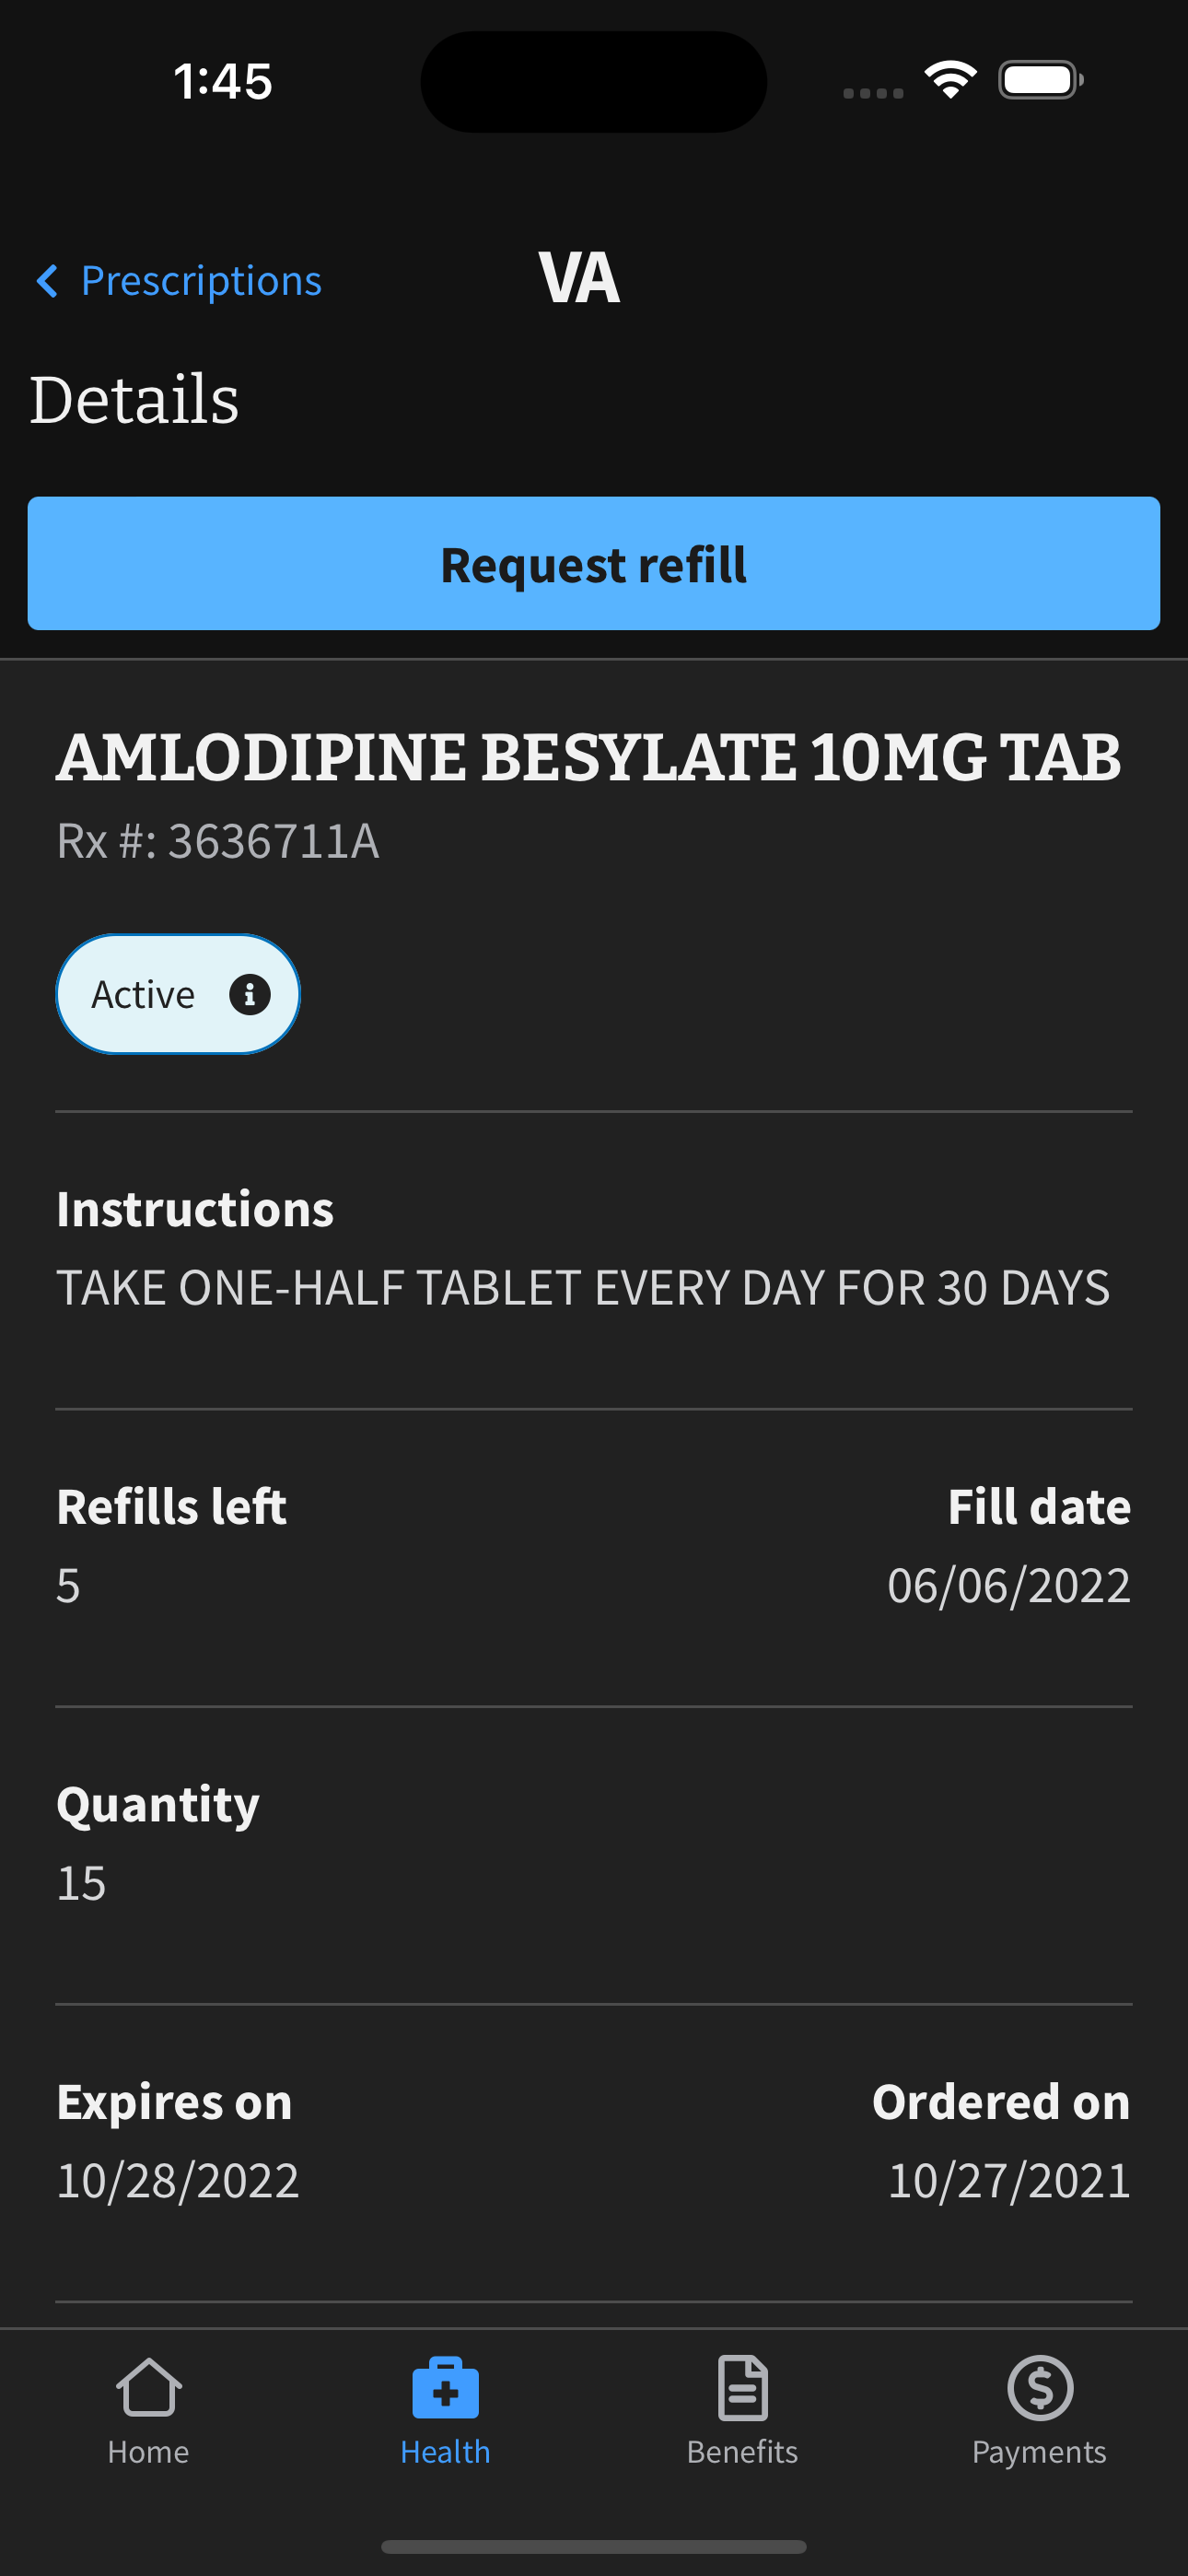 1:45
Prescriptions
VA
Details
Request refill
AMLODIPINE BESYLATE 10MG TAB
Rx #: 3636711A
Active
Instructions
TAKE ONE-HALF TABLET EVERY DAY FOR 30 DAYS
Refills left Fill date
5 06/06/2022
Quantity
15
Expires on Ordered on
10/28/2022 10/27/2021
Home Health Benefits Payments